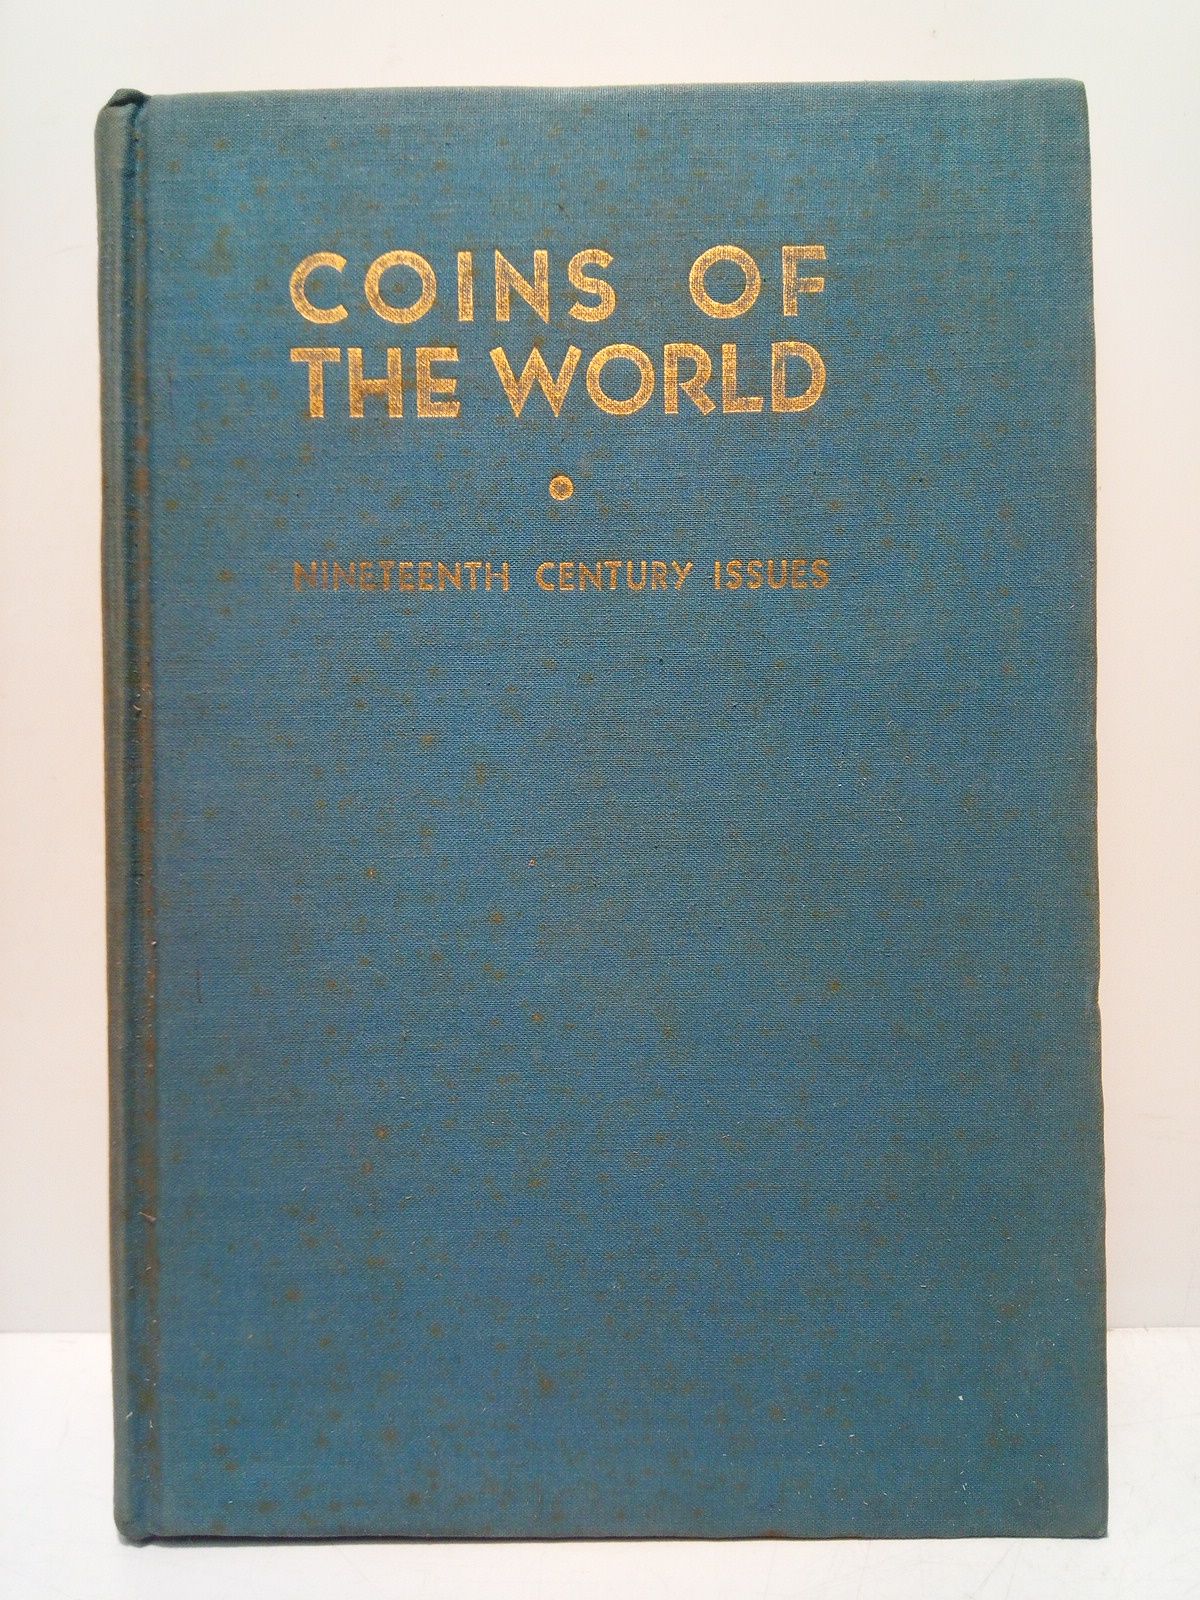 COINS OF
THE WORLD
NINETEENTH CENTURY ISSUES